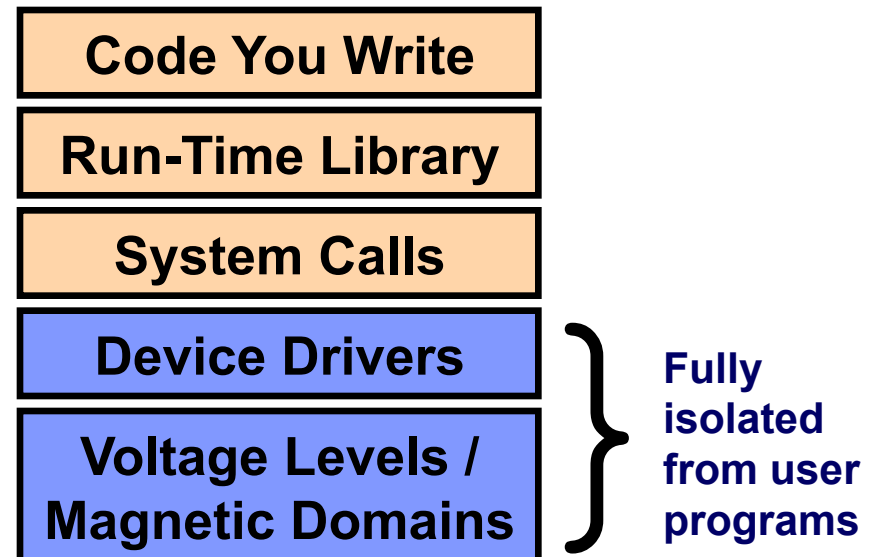 Code You Write
Run-Time Library
System Calls
Device Drivers
Voltage Levels /
Magnetic Domains
Fully
isolated
from user
programs